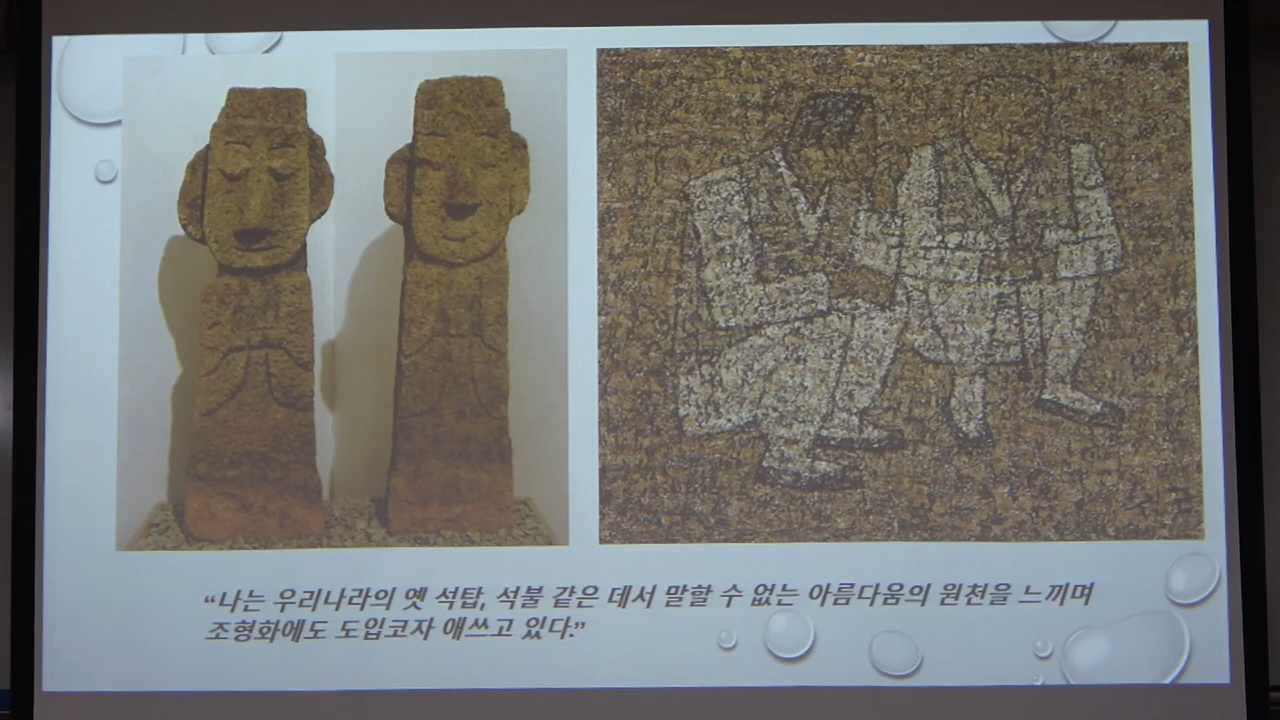 “나는 우리나라의 옛 석탑, 석불 같은 데서 말할 수 없는 아름다움의 원천을 느끼며
조형화에도 도입코자 애쓰고 있다.”